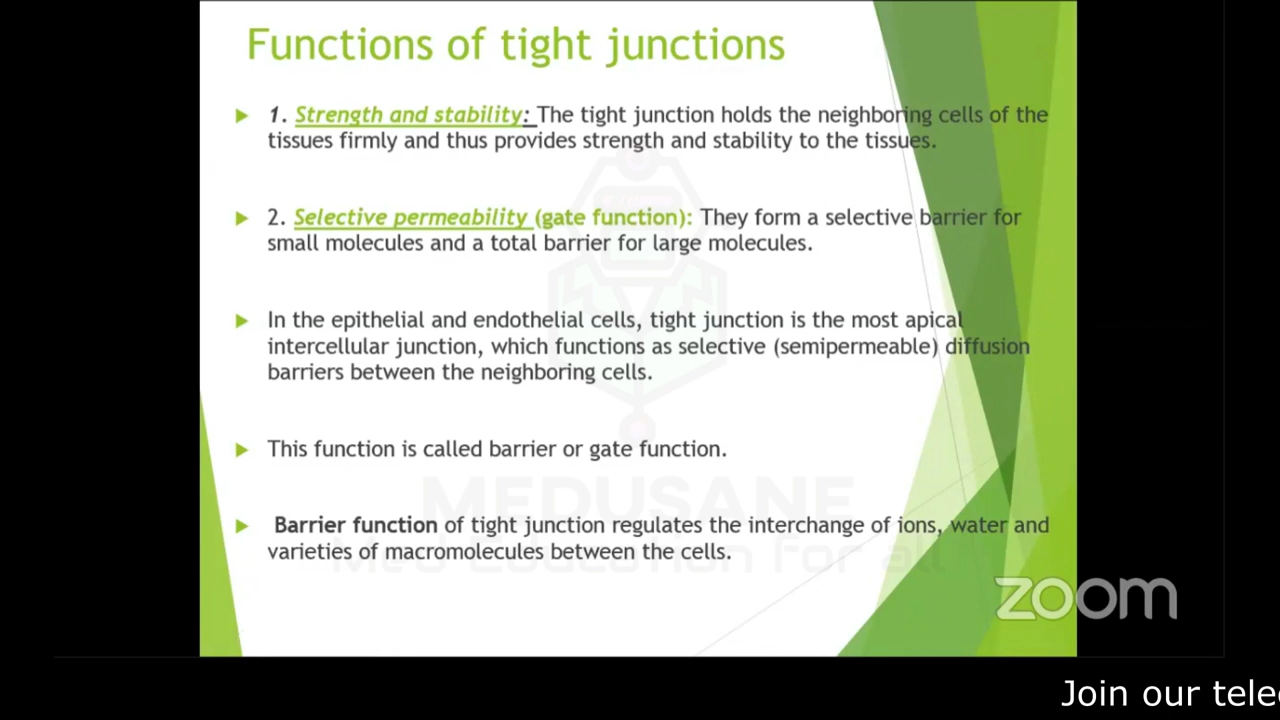 Functions of tight junctions
1. Strength and stability: The tight junction holds the neighboring cells of the
tissues firmly and thus provides strength and stability to the tissues.
2. Selective permeability (gate function): They form a selective barrier for
small molecules and a total barrier for large molecules.
In the epithelial and endothelial cells, tight junction is the most apical
intercellular junction, which functions as selective (semipermeable) diffusion
barriers between the neighboring cells.
This function is called barrier or gate function.
MEDUSANE
Barrier function of tight junction regulates the interchange of ions, water and
varieties of macromolecules between the cells.
Med Education For all
zoom
Join our tele